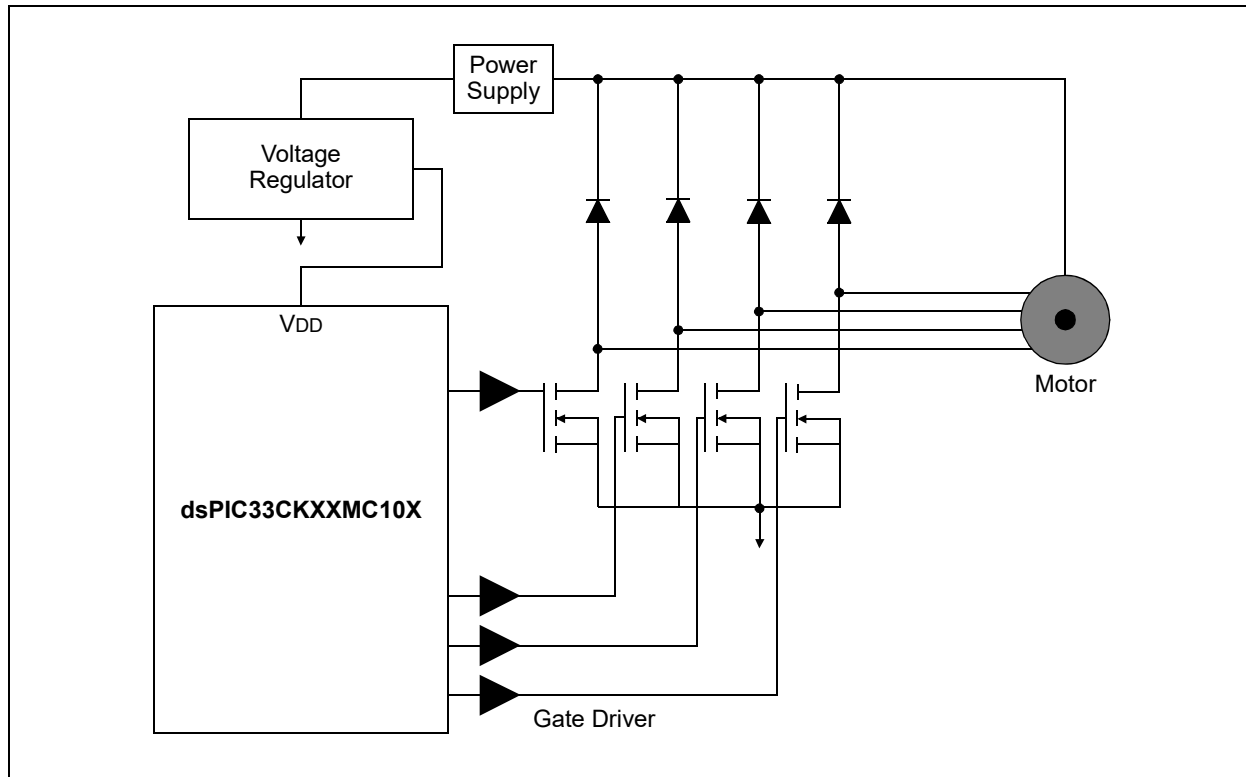 Power
Supply
Voltage
Regulator
VDD
Motor
dsPIC33CKXXMC10X
Gate Driver